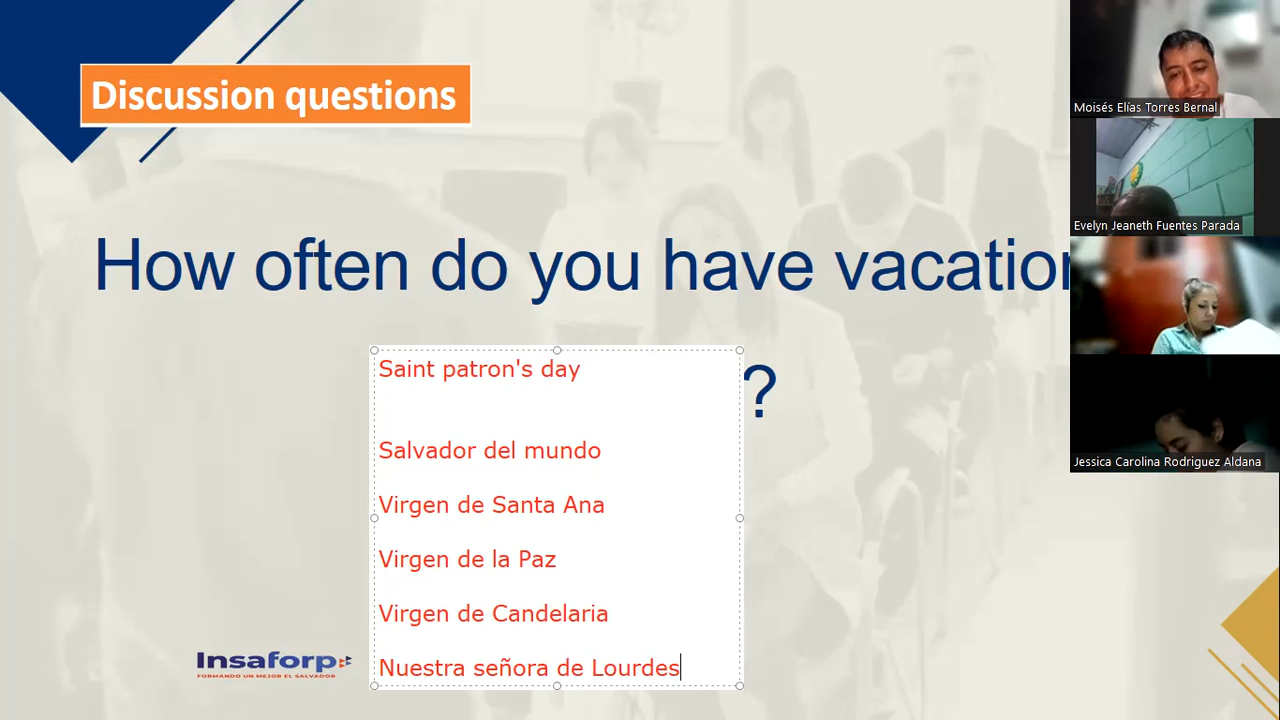 Discussion questions
How often do you have vacation
?
Saint patron's day
Salvador del mundo
Virgen de Santa Ana
Virgen de la Paz
Virgen de Candelaria
Nuestra señora de Lourdes
Insaforp
FORMANDO UN MEJOR EL SALVADOR
Moisés Elías Torres Bernal
Evelyn Jeaneth Fuentes Parada
Jessica Carolina Rodriguez Aldana